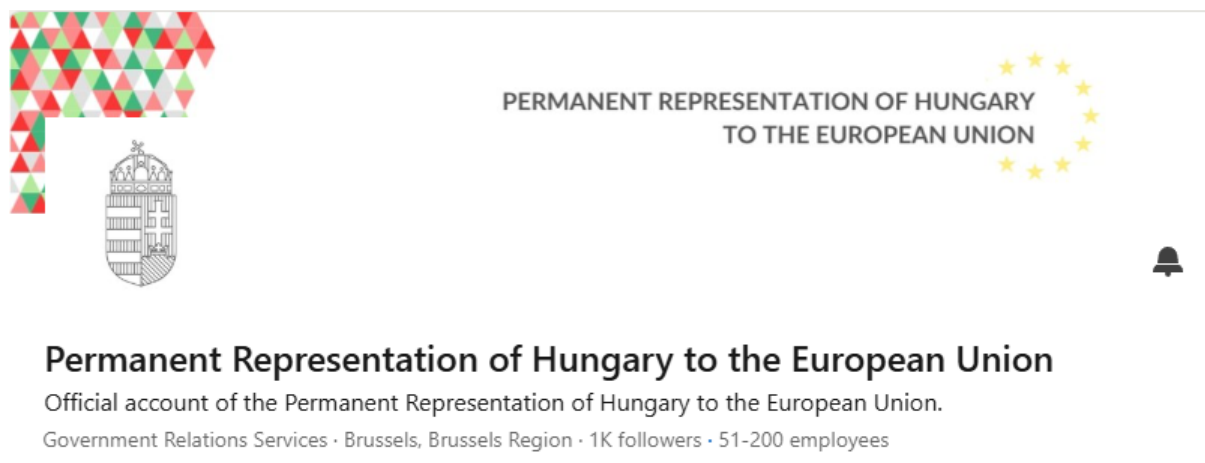 PERMANENT REPRESENTATION OF HUNGARY
TO THE EUROPEAN UNION
Permanent Representation of Hungary to the European Union
Official account of the Permanent Representation of Hungary to the European Union.
Government Relations Services · Brussels, Brussels Region · 1K followers · 51-200 employees